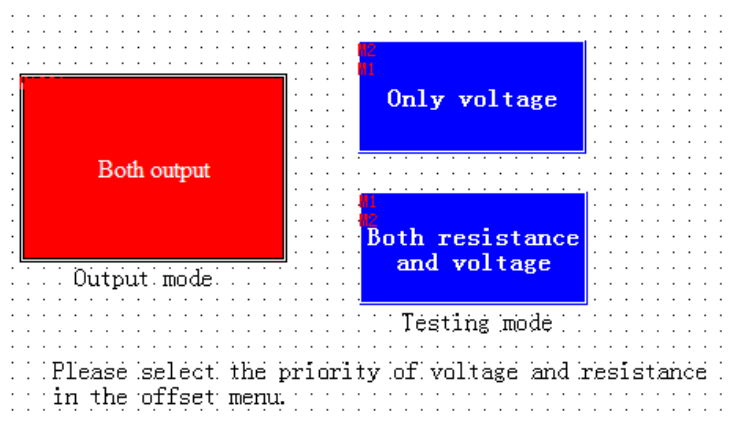 M2
M1
Only voltage
Both output
M1
M2
Both resistance
and voltage
Output mode
Testing mode
Please select the priority of voltage and resistance
in the offset menu.